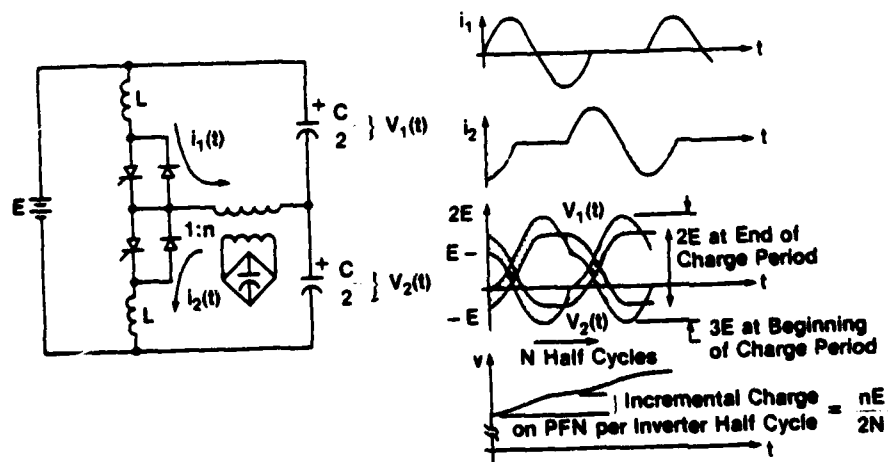 E
L
i₁(t)
1:n
i₂(t)
L
+ C
2 } V₁(t)
+ C
2 } V₂(t)
i₁
t
i₂
t
2E
E
- E
V₁(t)
V₂(t)
2E at End of
Charge Period
t
3E at Beginning
of Charge Period
N Half Cycles
v
} Incremental Charge
on PFN per Inverter Half Cycle = nE
2N
t